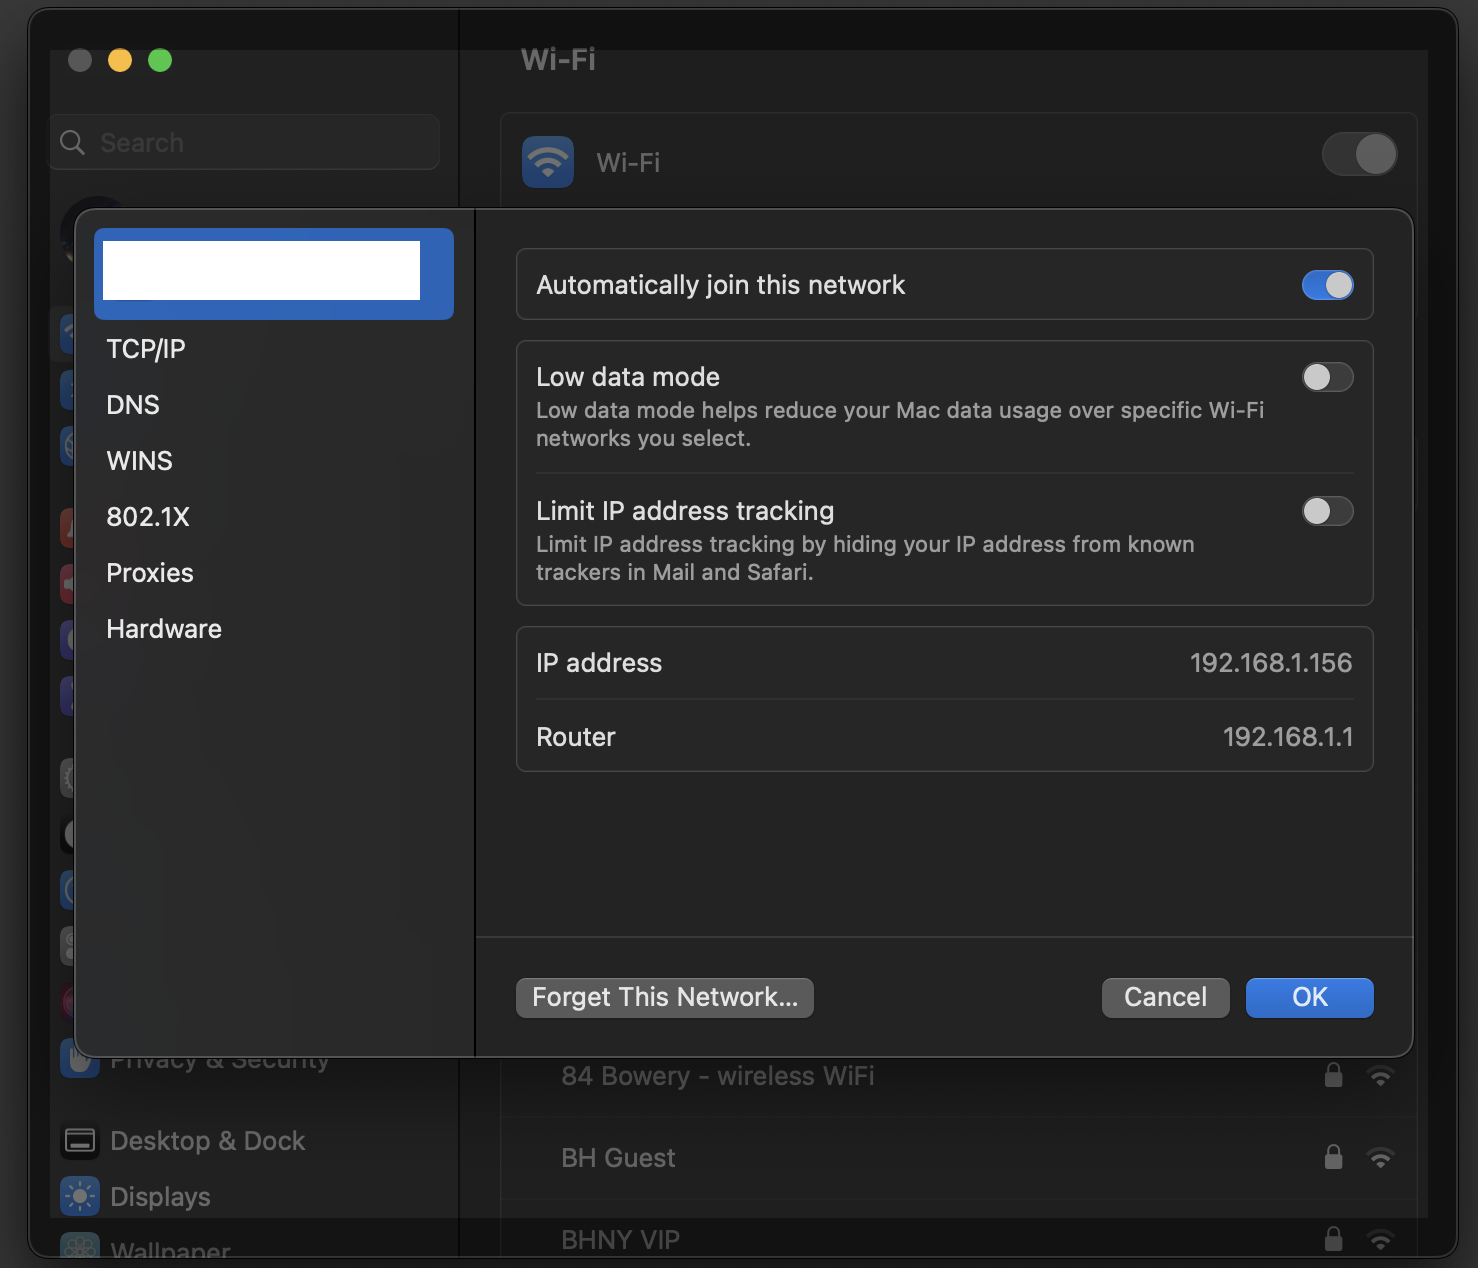 Wi-Fi
Search
Wi-Fi
TCP/IP
DNS
WINS
802.1X
Proxies
Hardware
Automatically join this network
Low data mode
Low data mode helps reduce your Mac data usage over specific Wi-Fi
networks you select.
Limit IP address tracking
Limit IP address tracking by hiding your IP address from known
trackers in Mail and Safari.
IP address 192.168.1.156
Router 192.168.1.1
Forget This Network...
Cancel
OK
Privacy & Security
Desktop & Dock
Displays
Wallpaper
84 Bowery - wireless WiFi
BH Guest
BHNY VIP